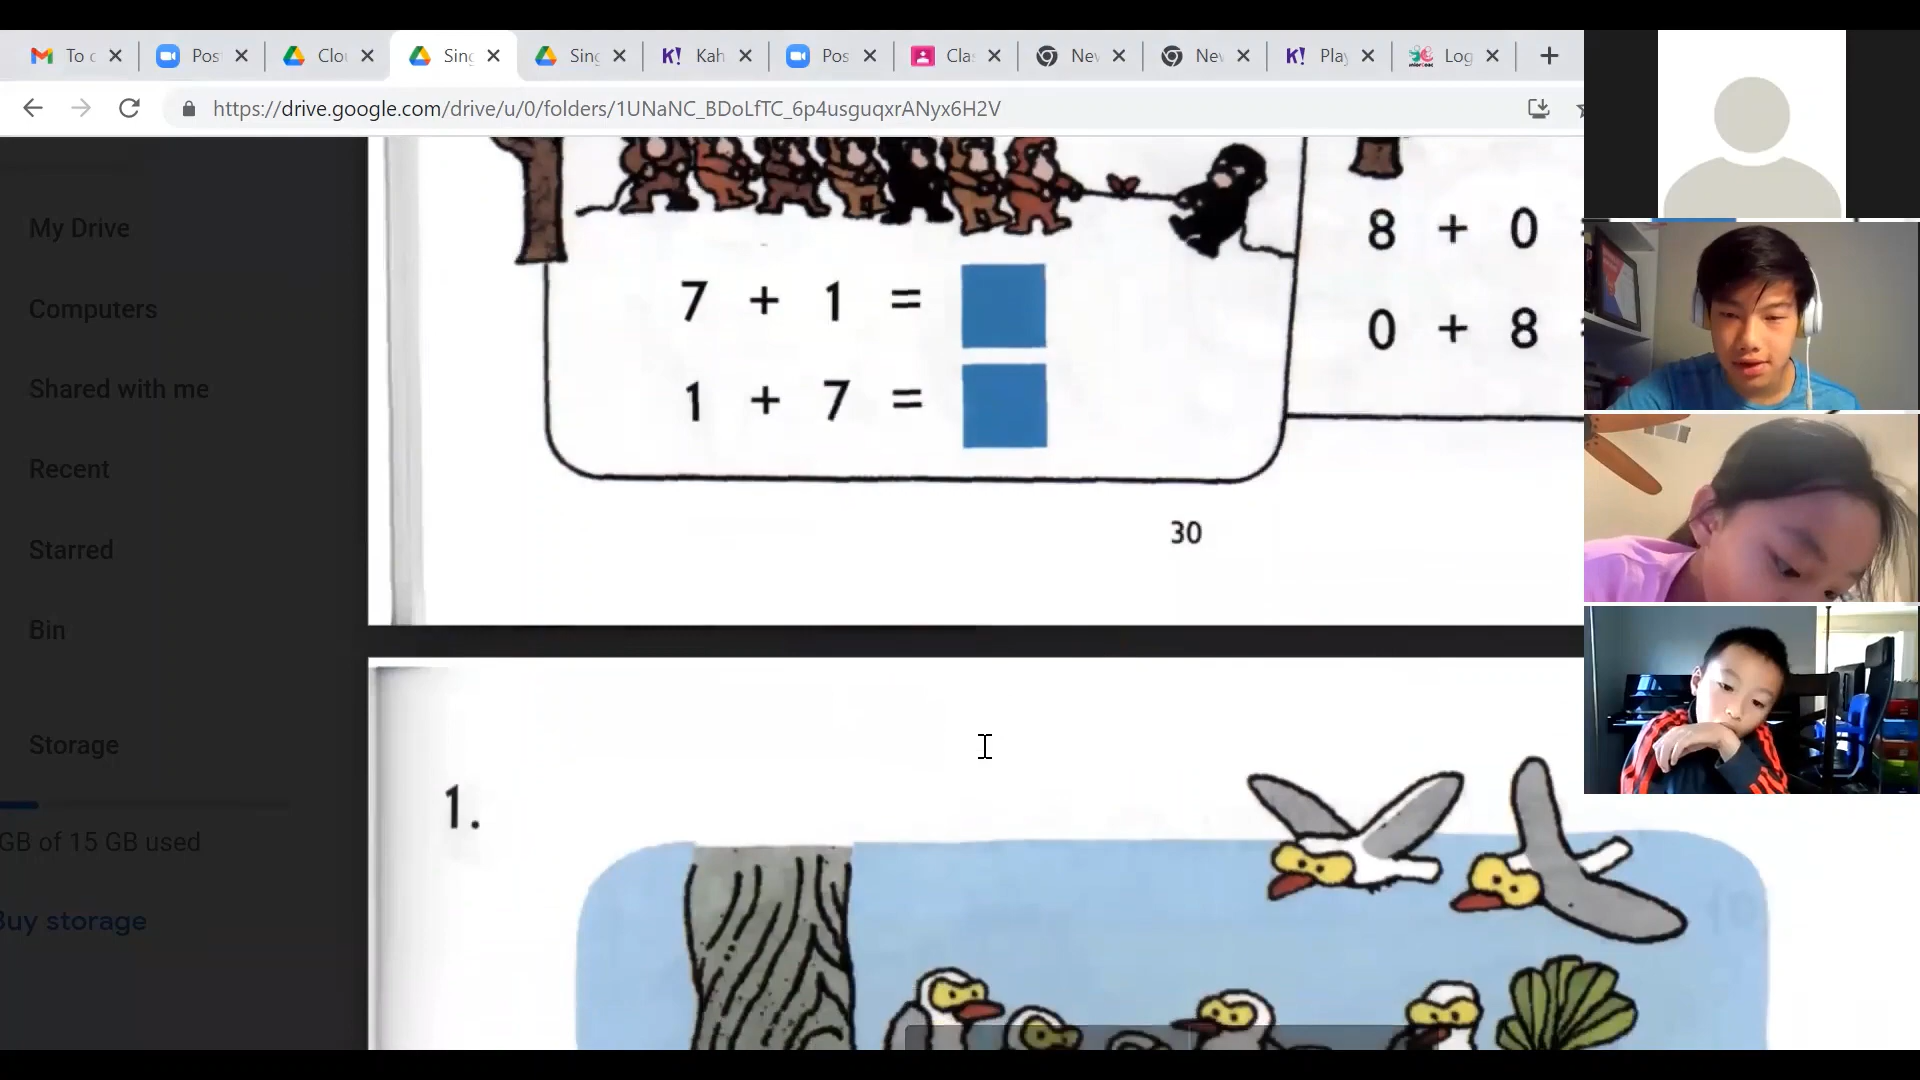 To c
Pos
Clo
Sing
Sing
K! Kah
Pos
Clas
Nev
Nev
K! Play
Log
https://drive.google.com/drive/u/0/folders/1UNaNC_BDoLfTC_6p4usguqxrANyx6H2V
My Drive
Computers
Shared with me
Recent
Starred
Bin
Storage
GB of 15 GB used
Buy storage
7 + 1 =
1 + 7 =
8 + 0
0 + 8
30
1.